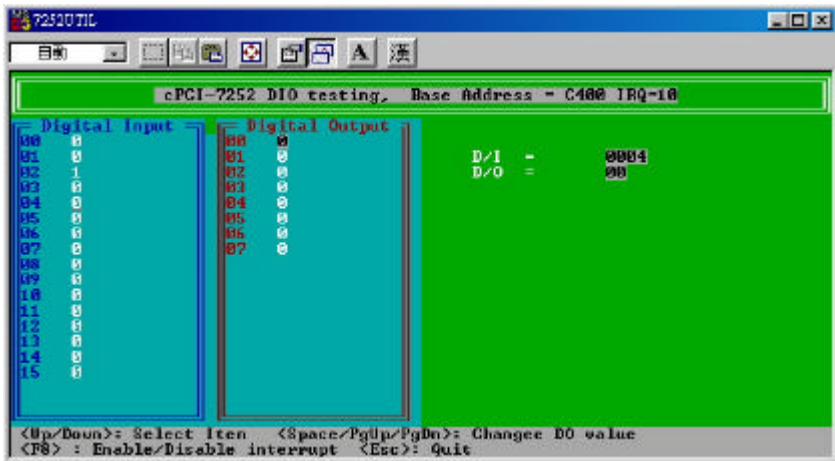 7252UTIL
自動 A 漢
cPCI-7252 DIO testing, Base Address = C400 IRQ=10
Digital Input Digital Output
00 0 00 0
01 0 01 0 D/I = 0004
02 1 02 0 D/O = 00
03 0 03 0
04 0 04 0
05 0 05 0
06 0 06 0
07 0 07 0
08 0
09 0
10 0
11 0
12 0
13 0
14 0
15 0
<Up/Down>: Select Item <Space/PgUp/PgDn>: Changee DO value
<F8> : Enable/Disable interrupt <Esc>: Quit